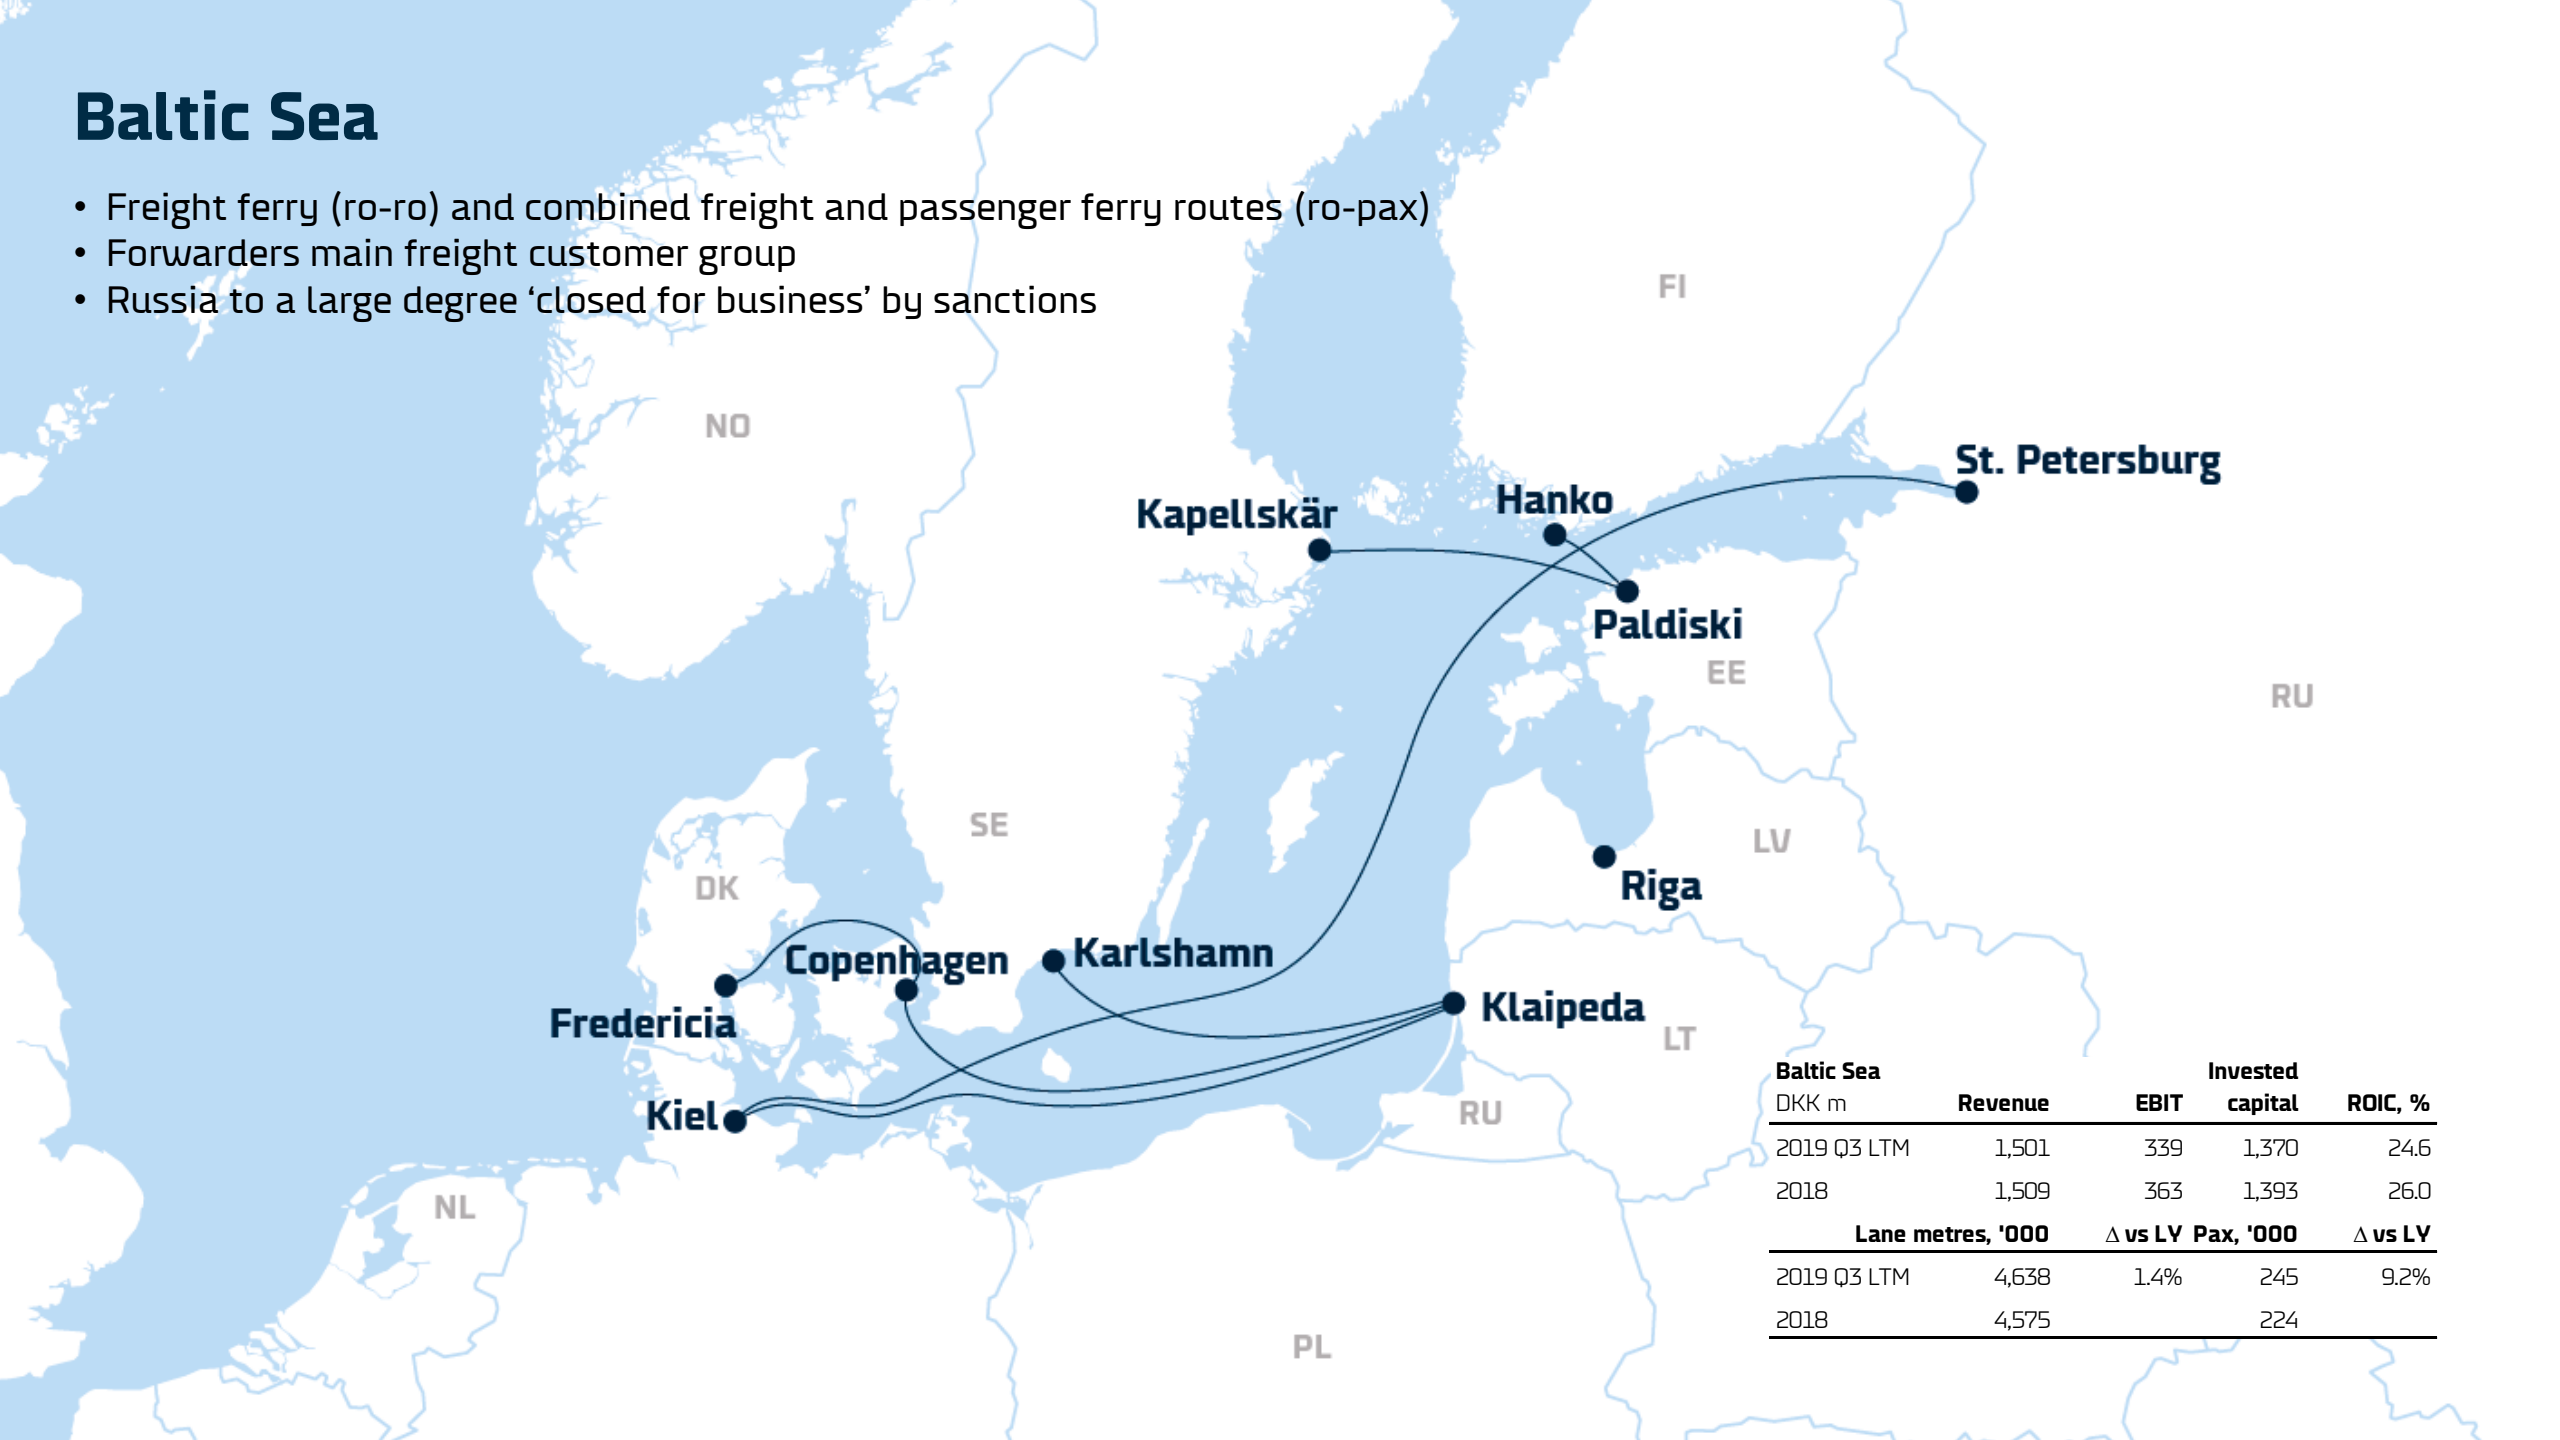 Baltic Sea
• Freight ferry (ro-ro) and combined freight and passenger ferry routes (ro-pax)
• Forwarders main freight customer group
• Russia to a large degree ‘closed for business’ by sanctions
FI
NO
St. Petersburg
Hanko
Kapellskär
Paldiski
EE
RU
SE
LV
DK
Riga
Copenhagen
Karlshamn
Fredericia
Klaipeda
LT
Kiel
RU
NL
PL
Baltic Sea Invested
DKK m Revenue EBIT capital ROIC, %
2019 Q3 LTM 1,501 339 1,370 24.6
2018 1,509 363 1,393 26.0
Lane metres, '000 Δ vs LY Pax, '000 Δ vs LY
2019 Q3 LTM 4,638 1.4% 245 9.2%
2018 4,575 224